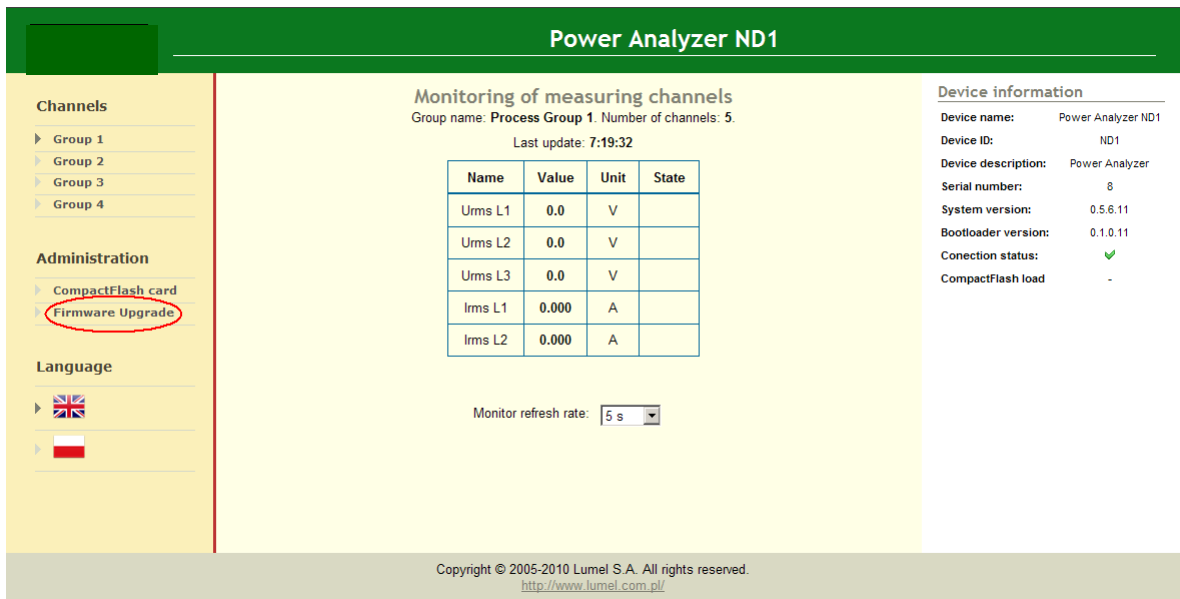 Power Analyzer ND1
Channels
Group 1
Group 2
Group 3
Group 4
Administration
CompactFlash card
Firmware Upgrade
Language
Monitoring of measuring channels
Group name: Process Group 1. Number of channels: 5.
Last update: 7:19:32
Name Value Unit State
Urms L1 0.0 V
Urms L2 0.0 V
Urms L3 0.0 V
Irms L1 0.000 A
Irms L2 0.000 A
Monitor refresh rate: 5 s
Device information
Device name: Power Analyzer ND1
Device ID: ND1
Device description: Power Analyzer
Serial number: 8
System version: 0.5.6.11
Bootloader version: 0.1.0.11
Conection status:
CompactFlash load -
Copyright © 2005-2010 Lumel S.A. All rights reserved.
http://www.lumel.com.pl/